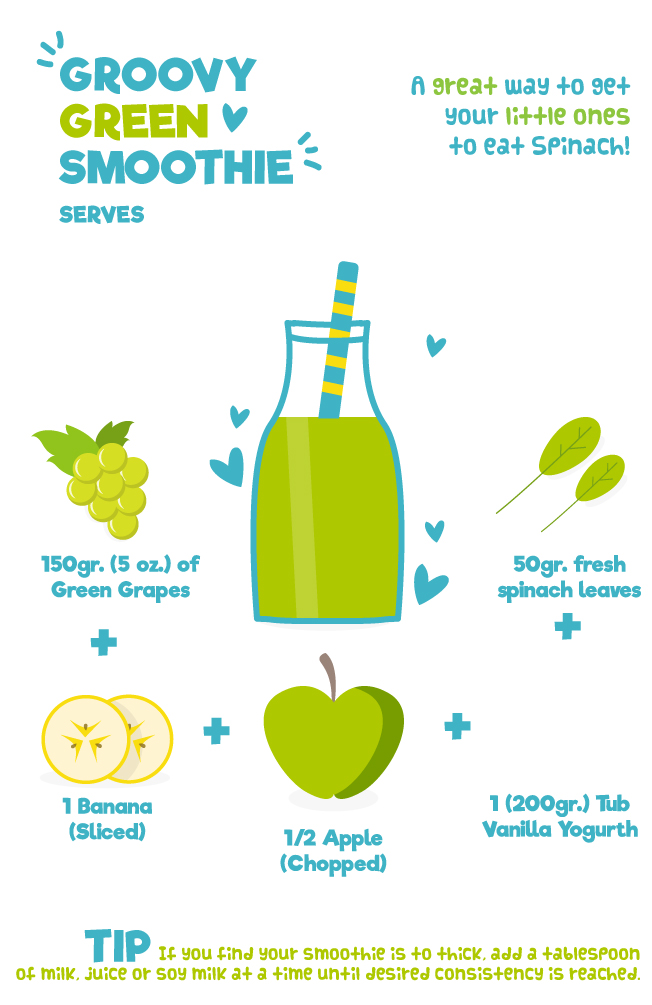 GROOVY
GREEN
SMOOTHIE
SERVES
A great way to get
your little ones
to eat Spinach!
150gr. (5 oz.) of
Green Grapes
50gr. fresh
spinach leaves
1 Banana
(Sliced)
1/2 Apple
(Chopped)
1 (200gr.) Tub
Vanilla Yogurth
TIP If you find your smoothie is to thick, add a tablespoon
of milk, juice or soy milk at a time until desired consistency is reached.